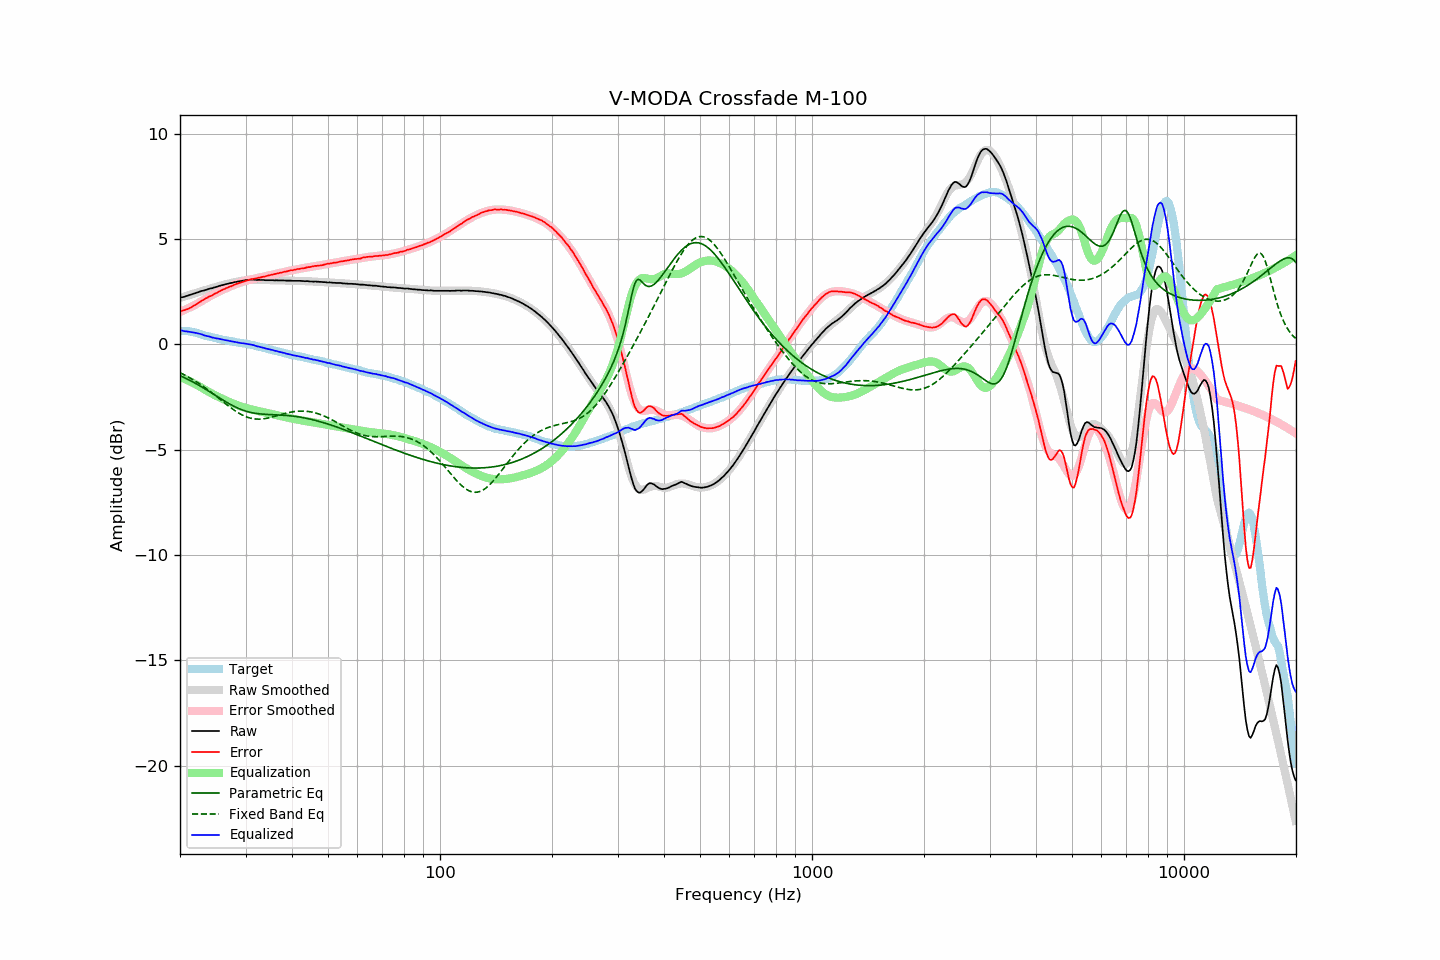 V-MODA Crossfade M-100
10
5
0
−5
−10
−15
−20
Amplitude (dBr)
Target
Raw Smoothed
Error Smoothed
Raw
Error
Equalization
Parametric Eq
Fixed Band Eq
Equalized
100
1000
10000
Frequency (Hz)